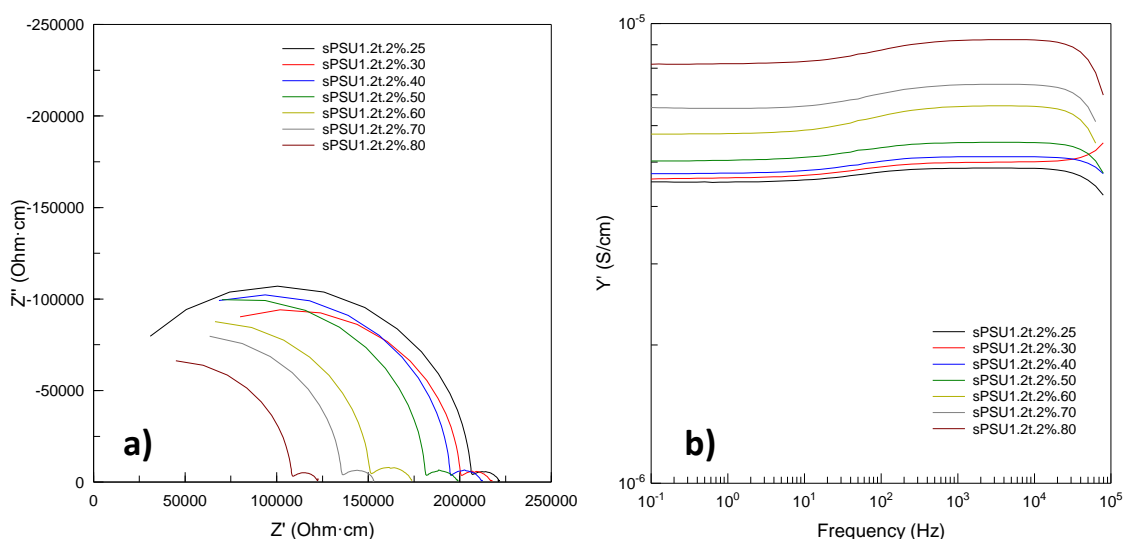 -250000
-200000
-150000
-100000
-50000
0
Z'' (Ohm·cm)
sPSU1.2t.2%.25
sPSU1.2t.2%.30
sPSU1.2t.2%.40
sPSU1.2t.2%.50
sPSU1.2t.2%.60
sPSU1.2t.2%.70
sPSU1.2t.2%.80
a)
0 50000 100000 150000 200000 250000
Z' (Ohm·cm)
10⁻⁵
10⁻⁶
Y' (S/cm)
sPSU1.2t.2%.25
sPSU1.2t.2%.30
sPSU1.2t.2%.40
sPSU1.2t.2%.50
sPSU1.2t.2%.60
sPSU1.2t.2%.70
sPSU1.2t.2%.80
b)
10⁻¹ 10⁰ 10¹ 10² 10³ 10⁴ 10⁵
Frequency (Hz)